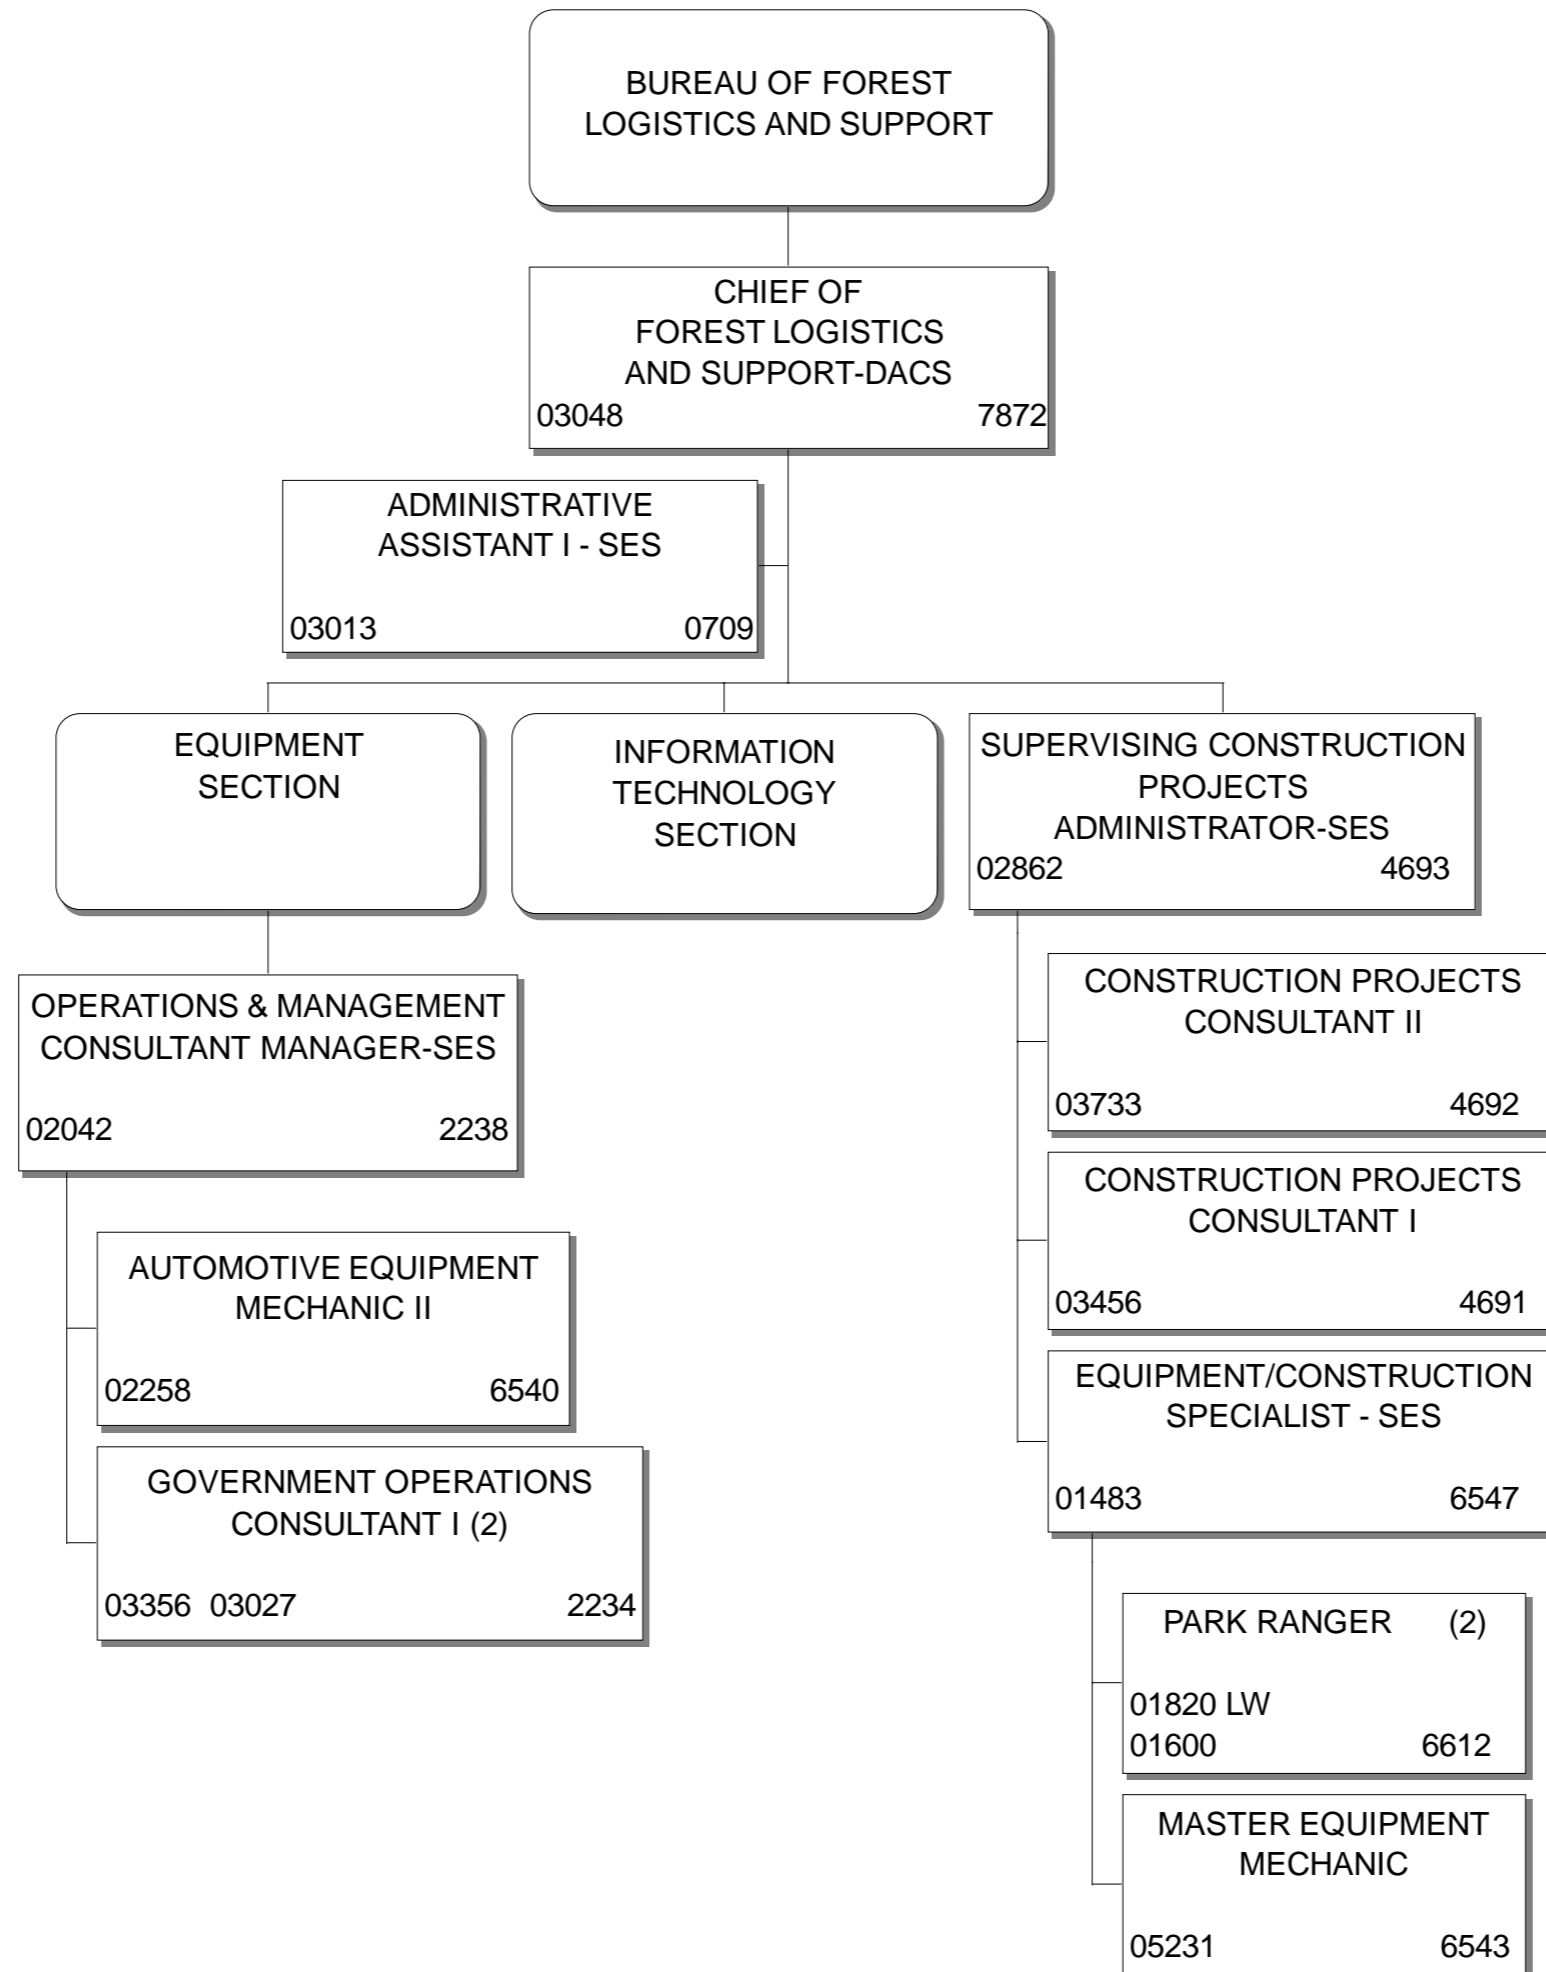 BUREAU OF FOREST
LOGISTICS AND SUPPORT
CHIEF OF
FOREST LOGISTICS
AND SUPPORT-DACS
03048 7872
ADMINISTRATIVE
ASSISTANT I - SES
03013 0709
EQUIPMENT
SECTION
INFORMATION
TECHNOLOGY
SECTION
SUPERVISING CONSTRUCTION
PROJECTS
ADMINISTRATOR-SES
02862 4693
OPERATIONS & MANAGEMENT
CONSULTANT MANAGER-SES
02042 2238
AUTOMOTIVE EQUIPMENT
MECHANIC II
02258 6540
GOVERNMENT OPERATIONS
CONSULTANT I (2)
03356 03027 2234
CONSTRUCTION PROJECTS
CONSULTANT II
03733 4692
CONSTRUCTION PROJECTS
CONSULTANT I
03456 4691
EQUIPMENT/CONSTRUCTION
SPECIALIST - SES
01483 6547
PARK RANGER (2)
01820 LW
01600 6612
MASTER EQUIPMENT
MECHANIC
05231 6543